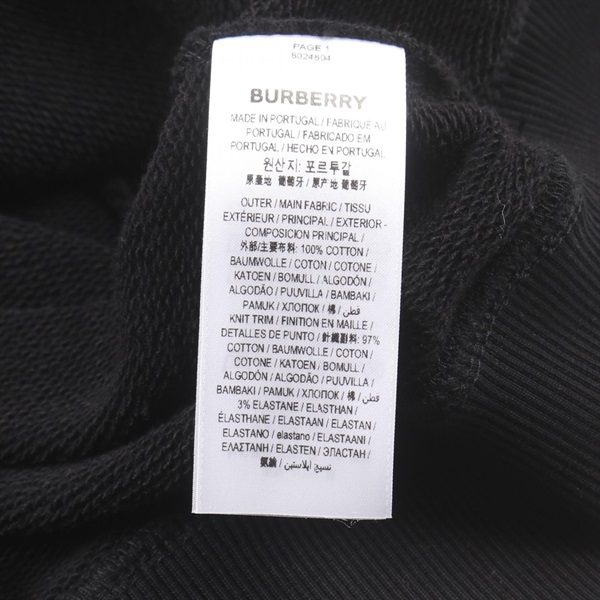 PAGE 1
8024604
BURBERRY
MADE IN PORTUGAL / FABRIQUE AU
PORTUGAL / FABRICADO EM
PORTUGAL / HECHO EN PORTUGAL
원산지: 포르투갈
原產地 葡萄牙 / 原产地 葡萄牙
OUTER / MAIN FABRIC / TISSU
EXTÉRIEUR / PRINCIPAL / EXTERIOR -
COMPOSICION PRINCIPAL /
外部/主要布料: 100% COTTON /
BAUMWOLLE / COTON / COTONE /
KATOEN / BOMULL / ALGODÓN /
ALGODÃO / PUUVILLA / BAMBAKI /
PAMUK / ХЛОПОК / 棉 / قطن /
KNIT TRIM / FINITION EN MAILLE /
DETALLES DE PUNTO / 針織副料: 97%
COTTON / BAUMWOLLE / COTON /
COTONE / KATOEN / BOMULL /
ALGODÓN / ALGODÃO / PUUVILLA /
BAMBAKI / PAMUK / ХЛОПОК / 棉 / قطن /
3% ELASTANE / ELASTHAN /
ÉLASTHANE / ELASTAAN / ELASTAN /
ELASTANO / elastano / ELASTAANI /
ΕΛΑΣΤΑΝΗ / ELASTEN / ЭЛАСТАН /
氨綸 / نسيج إيلاستين /